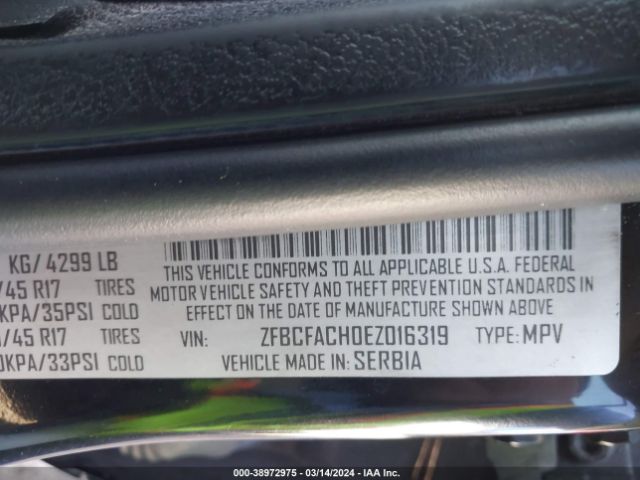 KG/ 4299 LB
/45 R17 TIRES
KPA/35PSI COLD
/45 R17 TIRES
0KPA/33PSI COLD
THIS VEHICLE CONFORMS TO ALL APPLICABLE U.S.A. FEDERAL
MOTOR VEHICLE SAFETY AND THEFT PREVENTION STANDARDS IN
EFFECT ON THE DATE OF MANUFACTURE SHOWN ABOVE
VIN: ZFBCFACH0EZ016319 TYPE: MPV
VEHICLE MADE IN: SERBIA
000-38972975 | 03/14/2024 | IAA Inc.